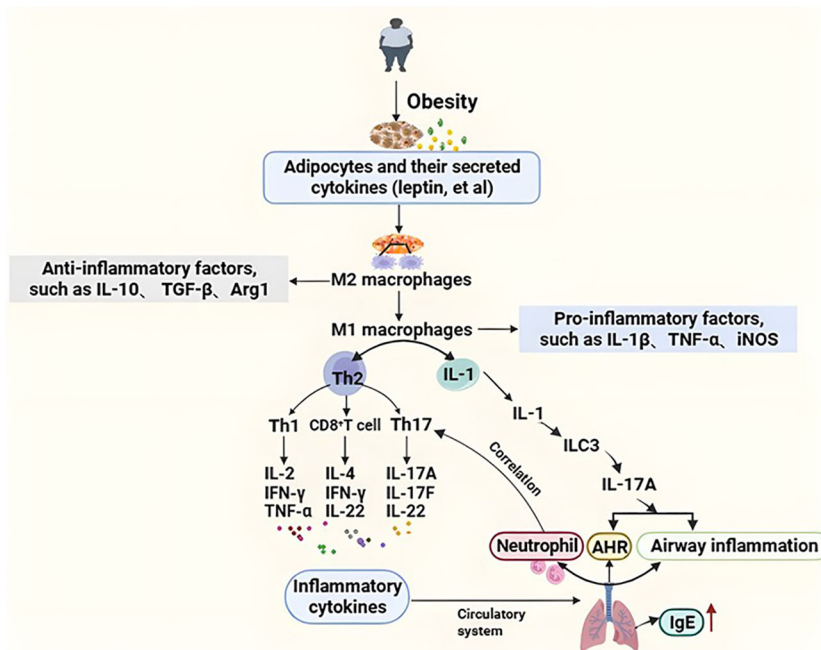 Obesity
Adipocytes and their secreted
cytokines (leptin, et al)
Anti-inflammatory factors,
such as IL-10、 TGF-β、Arg1
M2 macrophages
M1 macrophages
Pro-inflammatory factors,
such as IL-1β、TNF-α、iNOS
Th2
IL-1
IL-1
ILC3
IL-17A
Th1
CD8⁺T cell
Th17
IL-2
IFN-γ
TNF-α
IL-4
IFN-γ
IL-22
IL-17A
IL-17F
IL-22
Correlation
Neutrophil
AHR
Airway inflammation
Inflammatory
cytokines
Circulatory
system
IgE